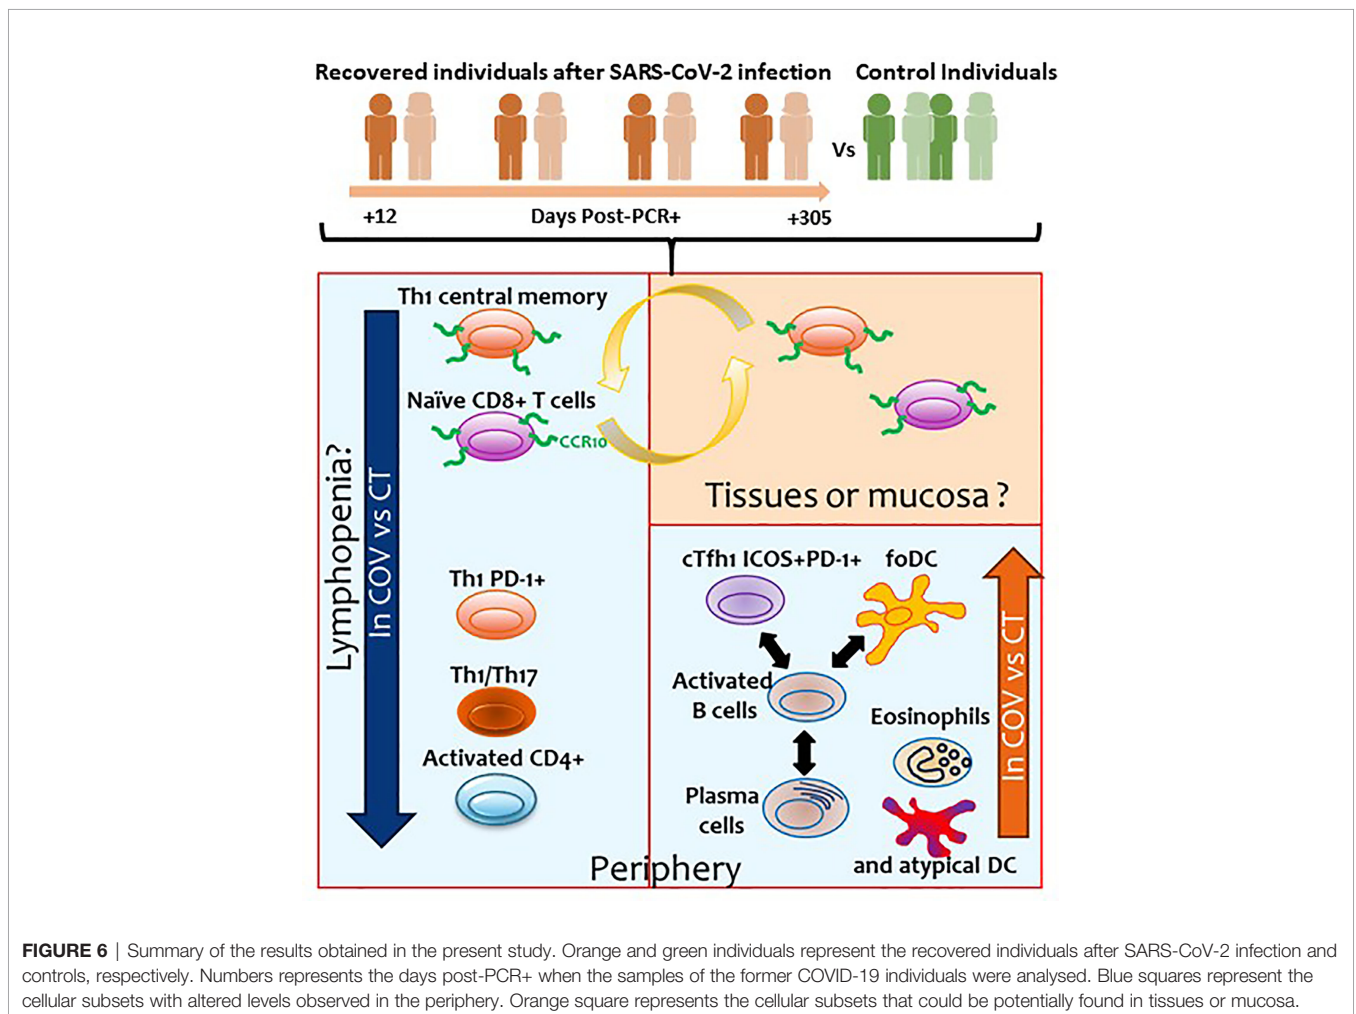 Recovered individuals after SARS-CoV-2 infection
Control Individuals
Vs
+12
Days Post-PCR+
+305
Th1 central memory
Naïve CD8+ T cells
CCR10
Lymphopenia?
In COV vs CT
Th1 PD-1+
Th1/Th17
Activated CD4+
Tissues or mucosa ?
cTfh1 ICOS+PD-1+
foDC
Activated
B cells
Eosinophils
Plasma
cells
and atypical DC
In COV vs CT
Periphery
FIGURE 6 | Summary of the results obtained in the present study. Orange and green individuals represent the recovered individuals after SARS-CoV-2 infection and
controls, respectively. Numbers represents the days post-PCR+ when the samples of the former COVID-19 individuals were analysed. Blue squares represent the
cellular subsets with altered levels observed in the periphery. Orange square represents the cellular subsets that could be potentially found in tissues or mucosa.